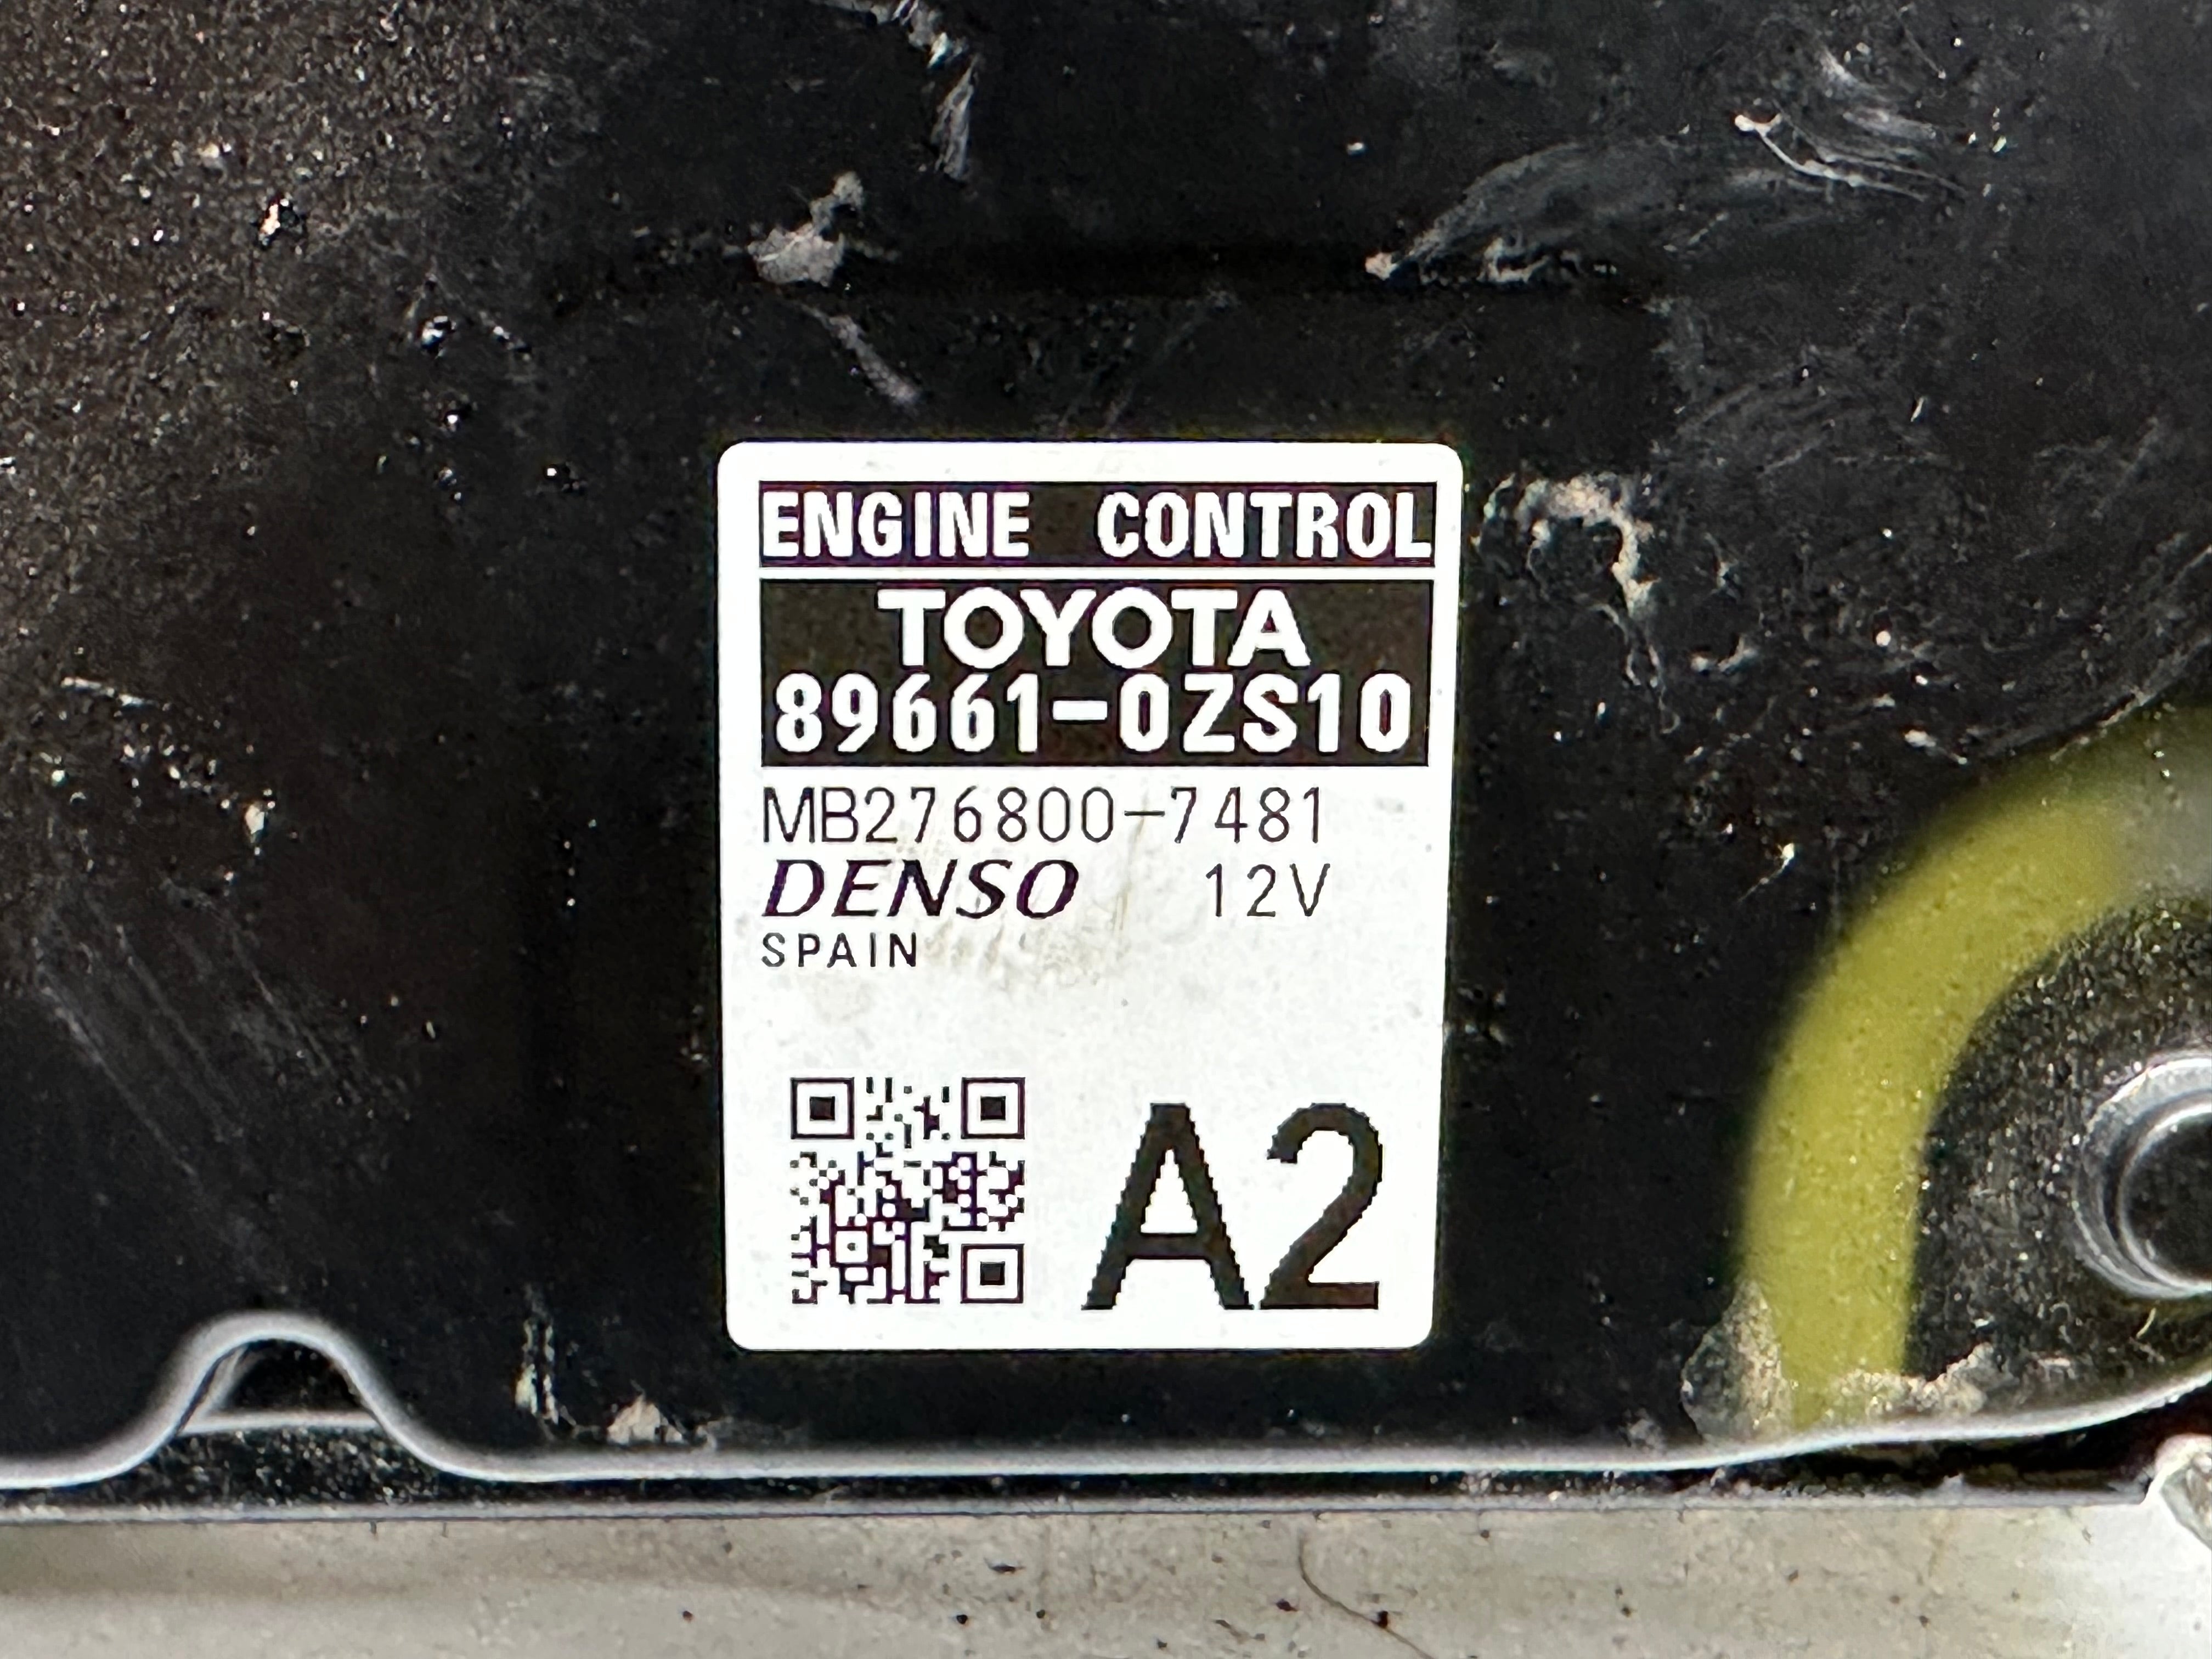 ENGINE CONTROL
TOYOTA
89661-0ZS10
MB276800-7481
DENSO 12V
SPAIN
A2